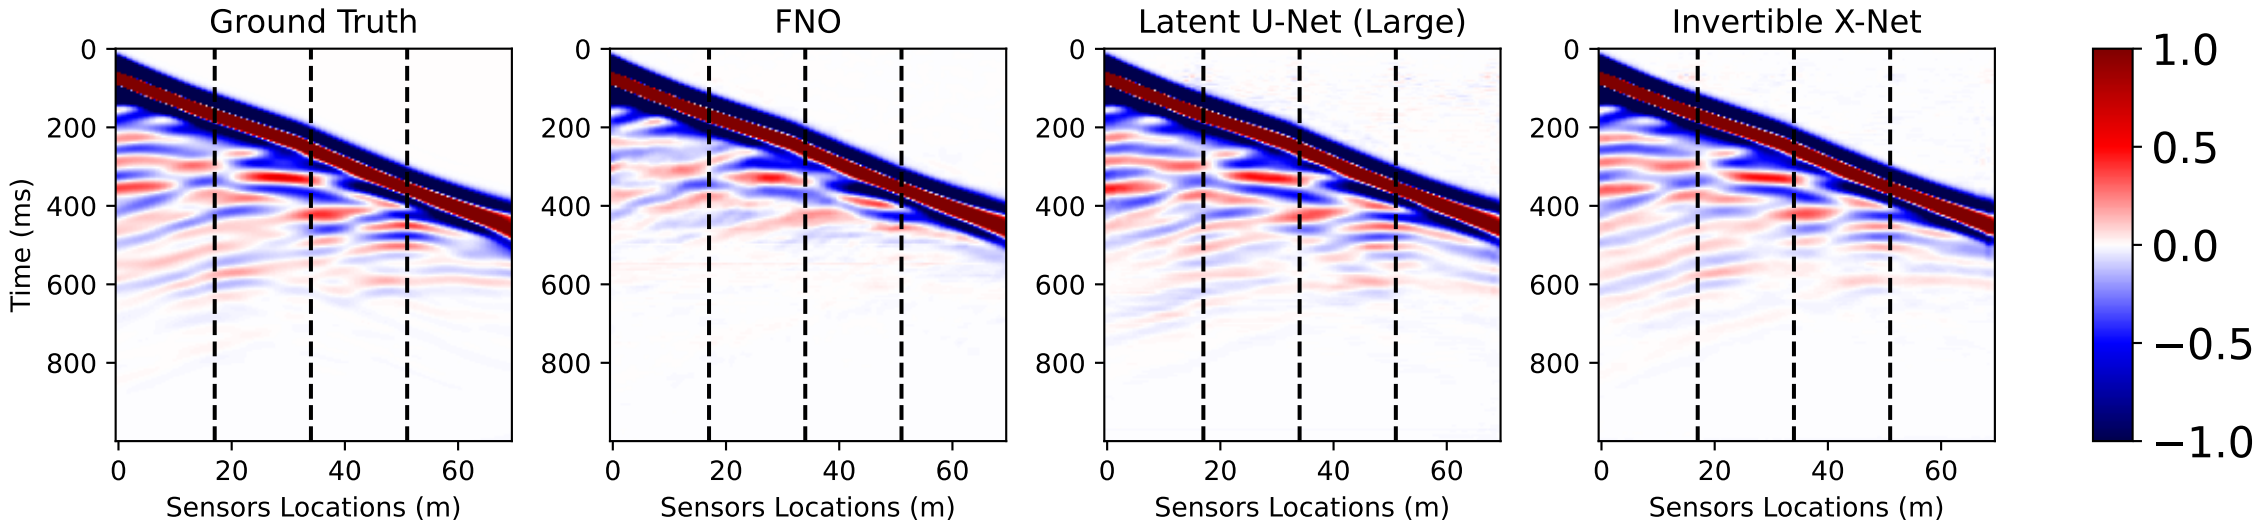 Ground Truth
FNO
Latent U-Net (Large)
Invertible X-Net
Time (ms)
0
200
400
600
800
0 20 40 60
Sensors Locations (m)
0
200
400
600
800
0 20 40 60
Sensors Locations (m)
0
200
400
600
800
0 20 40 60
Sensors Locations (m)
0
200
400
600
800
0 20 40 60
Sensors Locations (m)
1.0
0.5
0.0
−0.5
−1.0